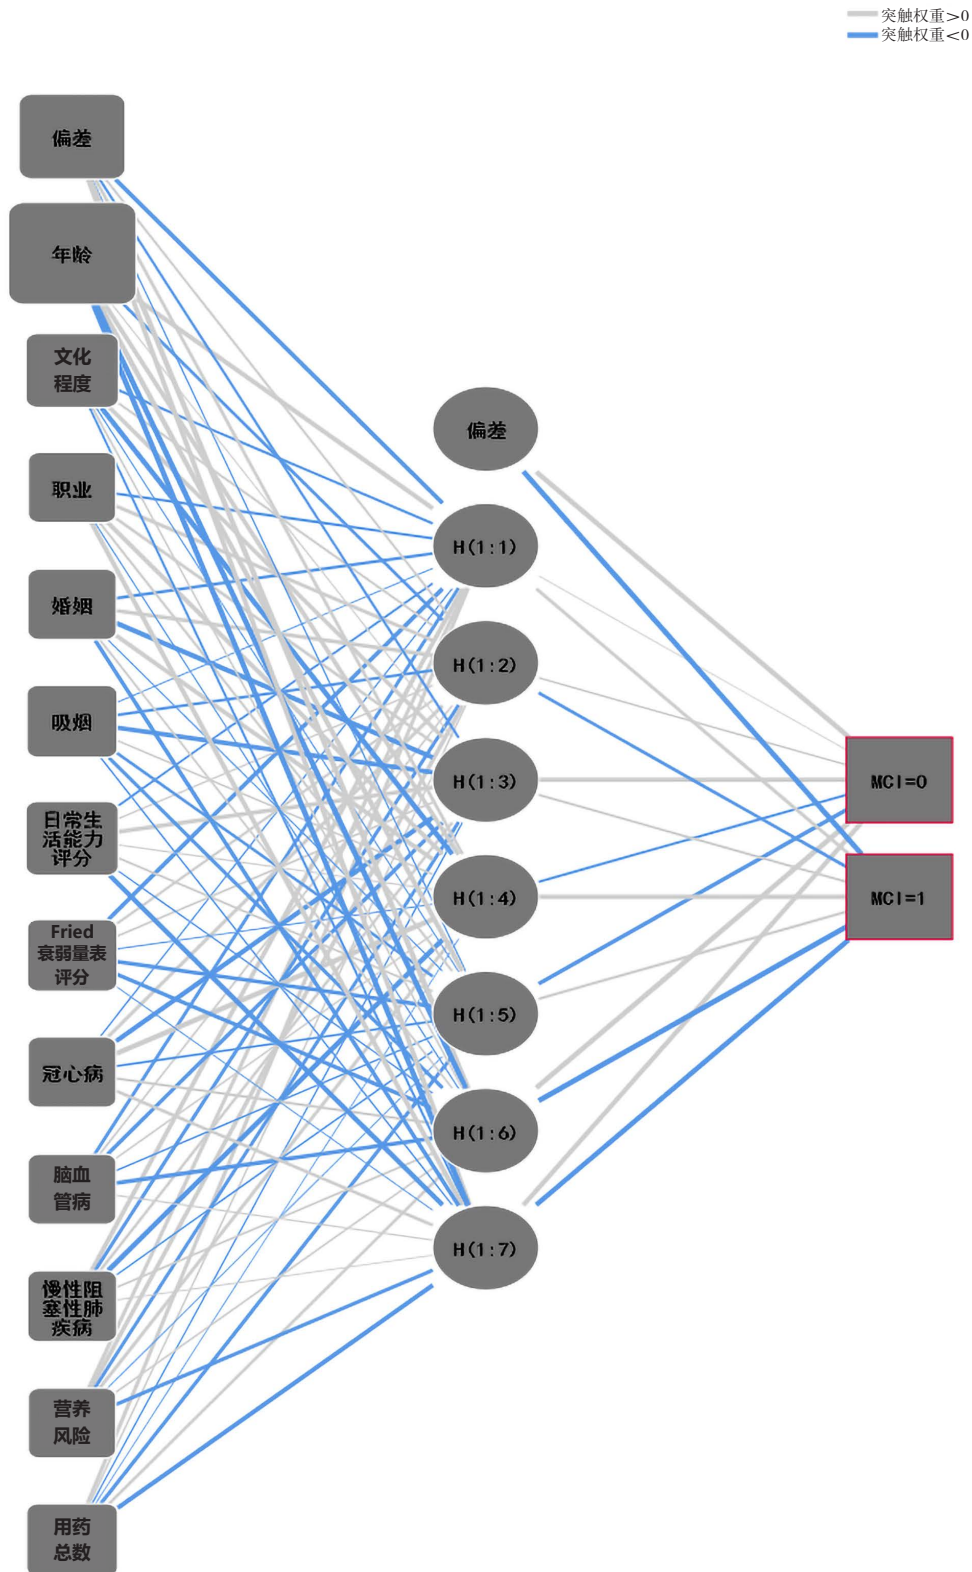 突触权重>0
突触权重<0
偏差
年龄
文化
程度
职业
婚姻
吸烟
日常生
活能力
评分
Fried
衰弱量表
评分
冠心病
脑血
管病
慢性阻
塞性肺
疾病
营养
风险
用药
总数
偏差
H(1:1)
H(1:2)
H(1:3)
H(1:4)
H(1:5)
H(1:6)
H(1:7)
MCI=0
MCI=1